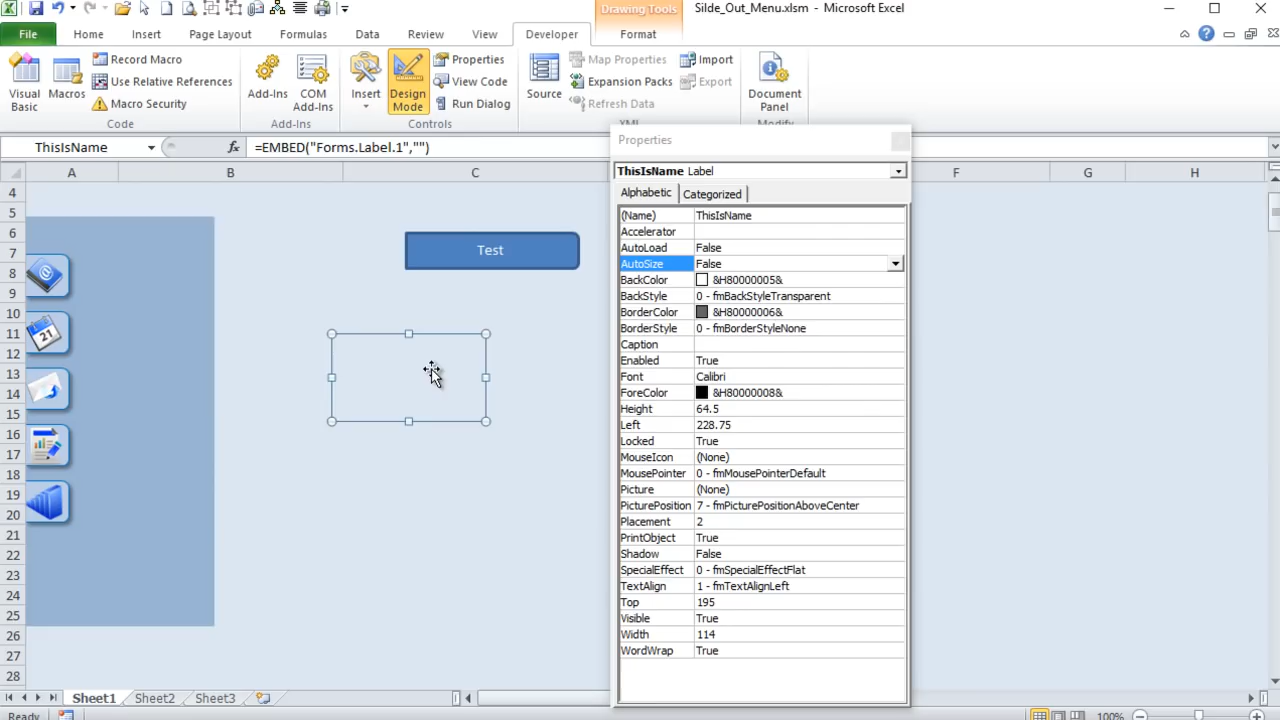 Drawing Tools
Silde_Out_Menu.xlsm - Microsoft Excel
File Home Insert Page Layout Formulas Data Review View Developer Format
Visual Basic
Macros
Record Macro
Use Relative References
Macro Security
Code
Add-Ins
COM Add-Ins
Add-Ins
Insert
Design Mode
Properties
View Code
Run Dialog
Controls
Source
Map Properties
Expansion Packs
Refresh Data
Import
Export
XML
Document Panel
Modify
ThisIsName
fx
=EMBED("Forms.Label.1","")
A B C F G H
4
5
6
7
8
9
10
11
12
13
14
15
16
17
18
19
20
21
22
23
24
25
26
27
28
21
Test
Properties
ThisIsName Label
Alphabetic Categorized
(Name) ThisIsName
Accelerator
AutoLoad False
AutoSize False
BackColor &H80000005&
BackStyle 0 - fmBackStyleTransparent
BorderColor &H80000006&
BorderStyle 0 - fmBorderStyleNone
Caption
Enabled True
Font Calibri
ForeColor &H80000008&
Height 64.5
Left 228.75
Locked True
MouseIcon (None)
MousePointer 0 - fmMousePointerDefault
Picture (None)
PicturePosition 7 - fmPicturePositionAboveCenter
Placement 2
PrintObject True
Shadow False
SpecialEffect 0 - fmSpecialEffectFlat
TextAlign 1 - fmTextAlignLeft
Top 195
Visible True
Width 114
WordWrap True
Sheet1 Sheet2 Sheet3
Ready
100%